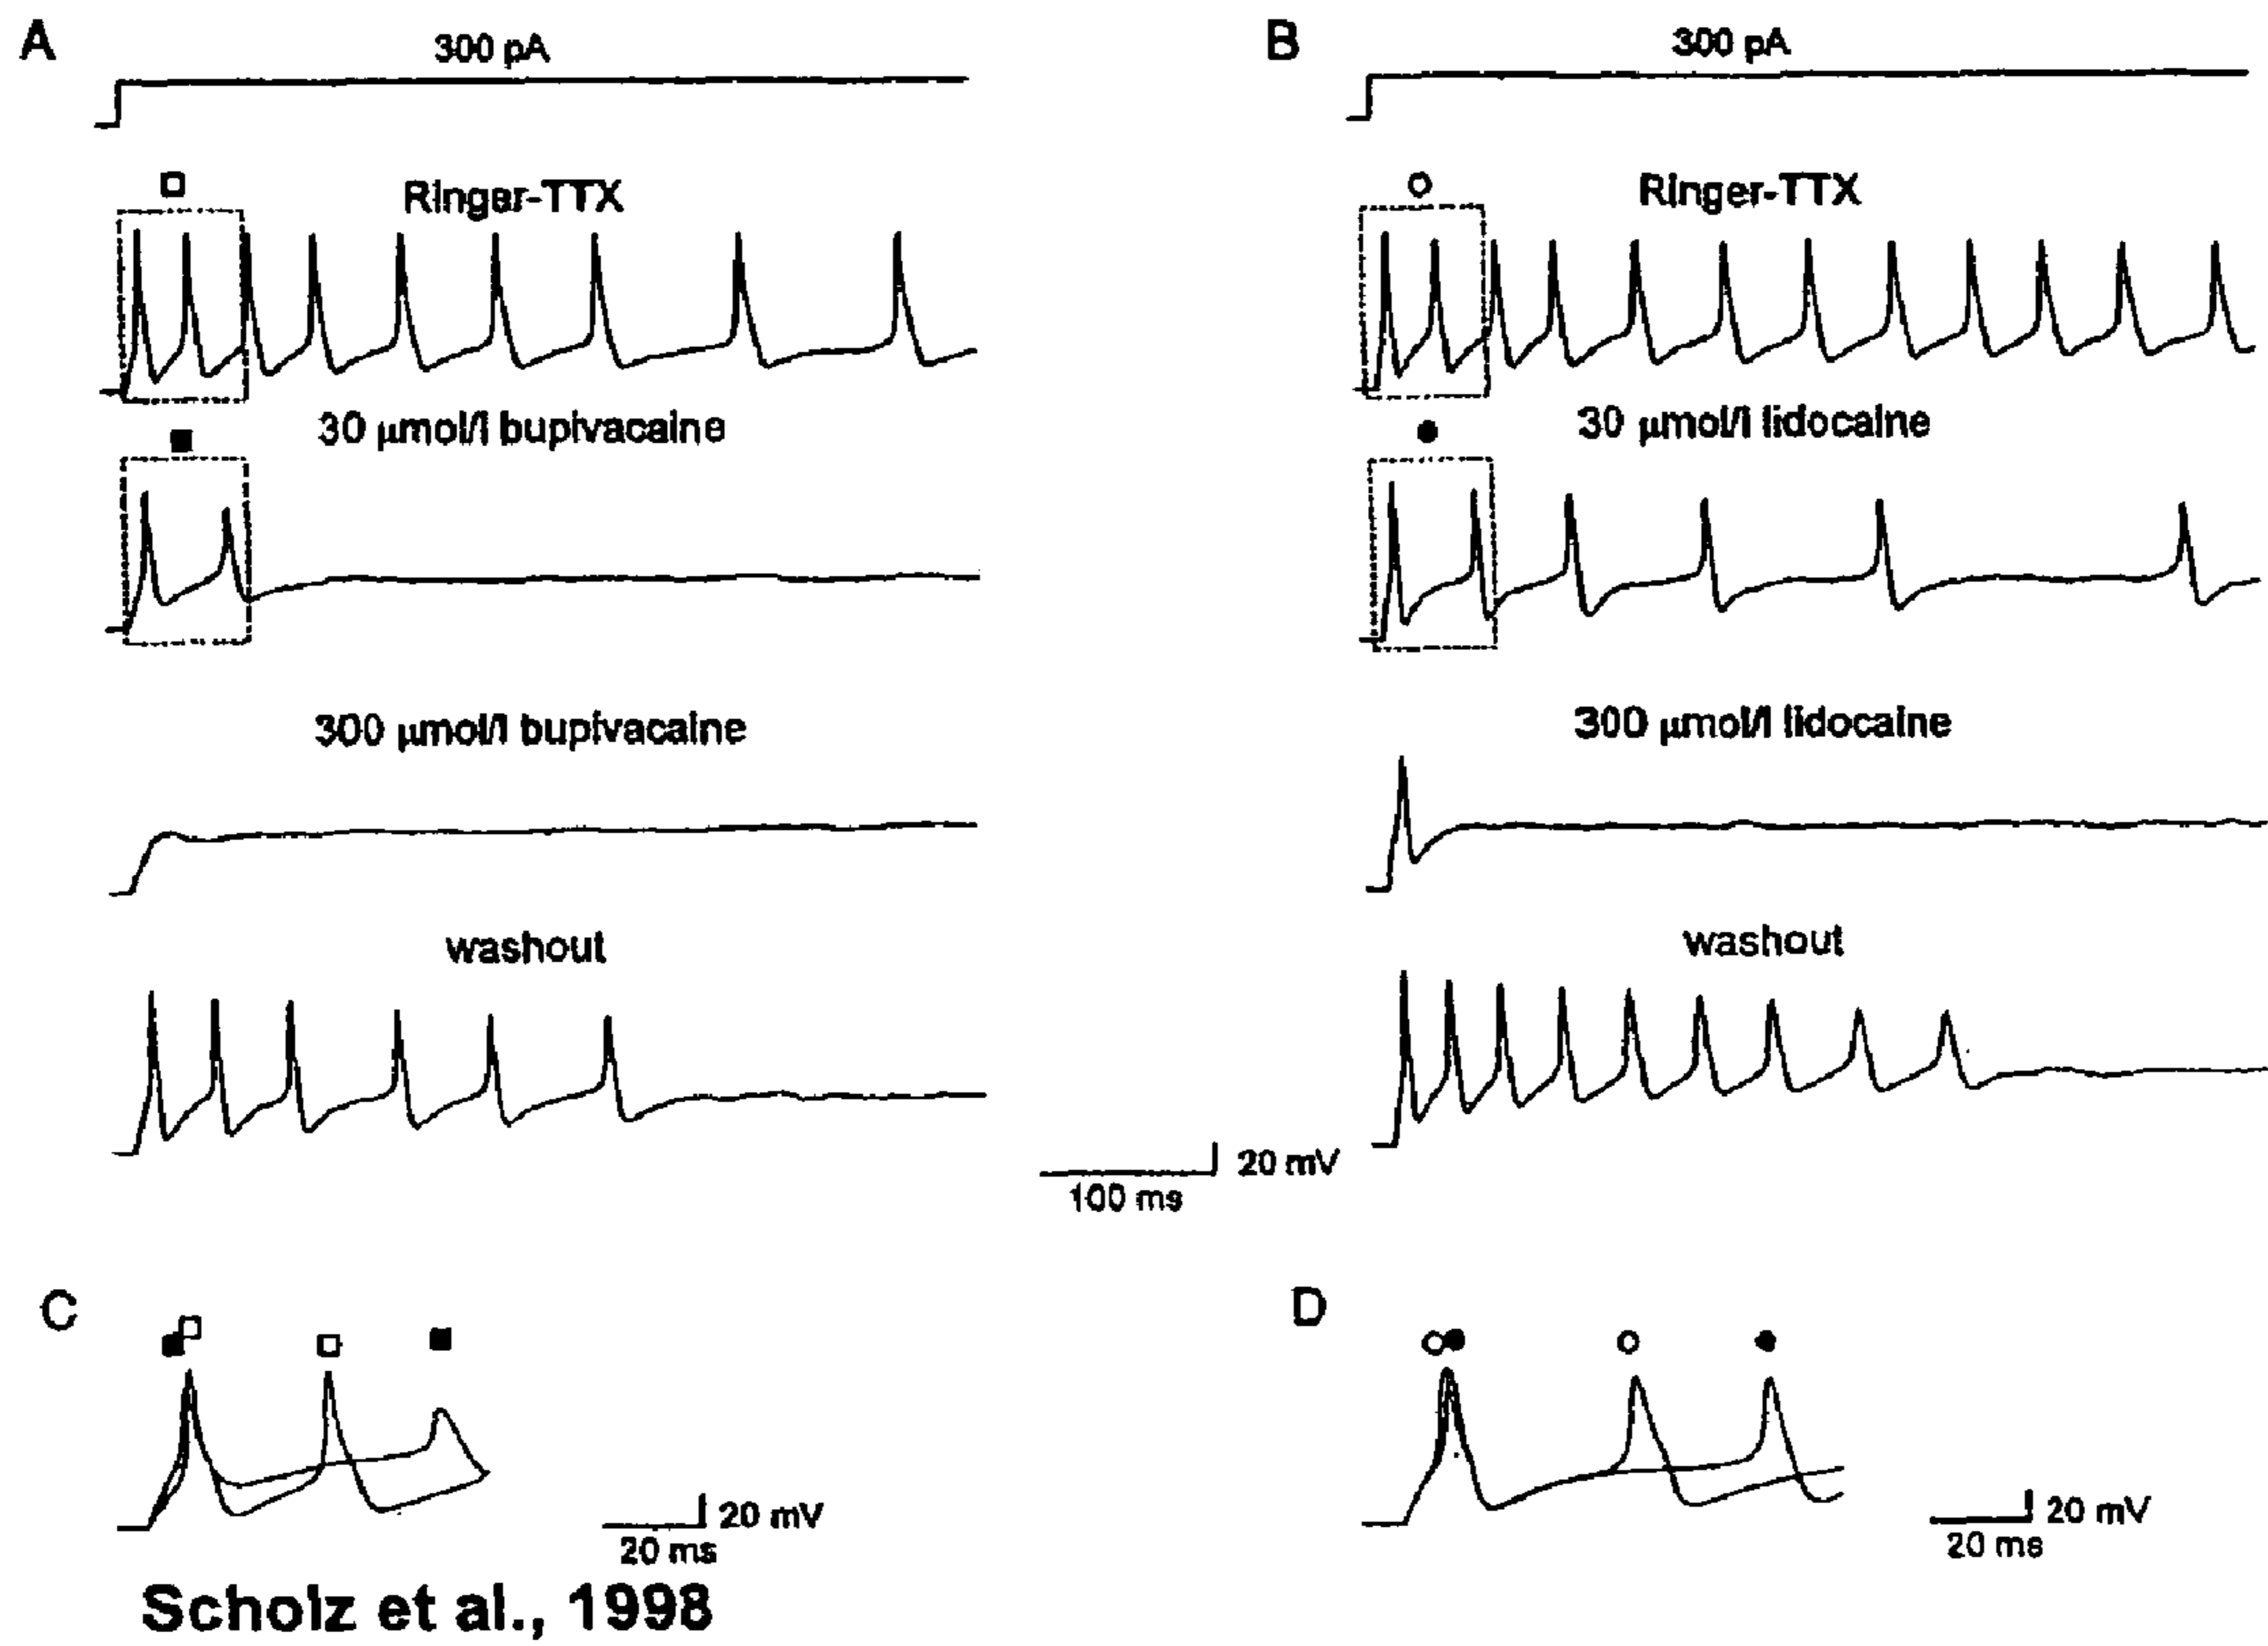 A
300 pA
Ringer-TTX
30 µmol/l bupivacaine
300 µmol/l bupivacaine
washout
B
300 pA
Ringer-TTX
30 µmol/l lidocaine
300 µmol/l lidocaine
washout
20 mV
100 ms
C
20 mV
20 ms
D
20 mV
20 ms
Scholz et al., 1998